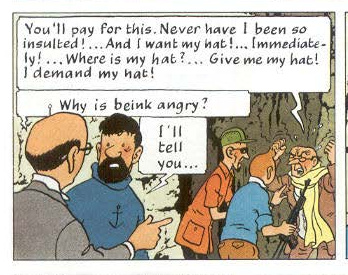 You'll pay for this. Never have I been so
insulted!...And I want my hat!... Immediate-
ly!...Where is my hat?... Give me my hat!
I demand my hat!
Why is beink angry?
I'll
tell
you...